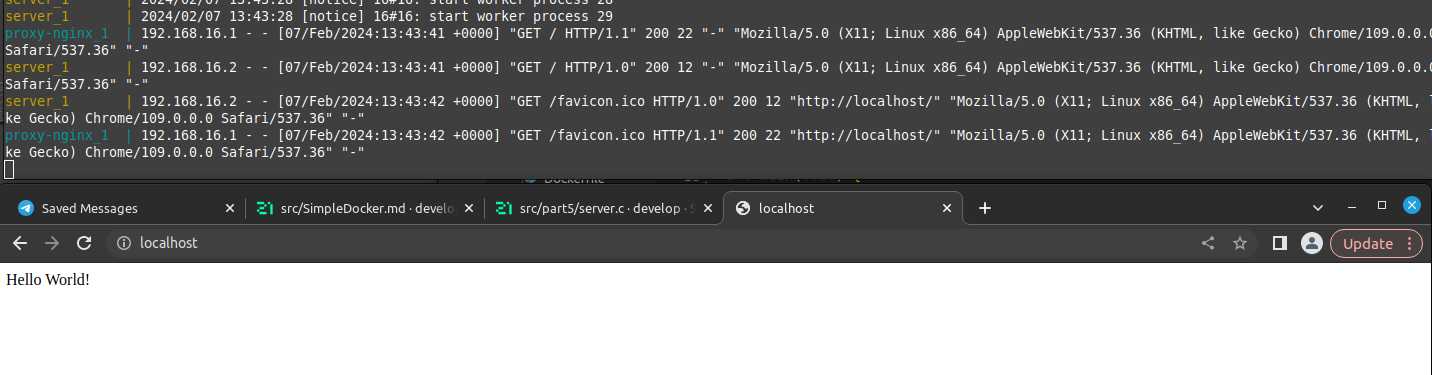 server_1 | 2024/02/07 13:43:28 [notice] 16#16: start worker process 28
server_1 | 2024/02/07 13:43:28 [notice] 16#16: start worker process 29
proxy-nginx_1 | 192.168.16.1 - - [07/Feb/2024:13:43:41 +0000] "GET / HTTP/1.1" 200 22 "-" "Mozilla/5.0 (X11; Linux x86_64) AppleWebKit/537.36 (KHTML, like Gecko) Chrome/109.0.0.0
Safari/537.36" "-"
server_1 | 192.168.16.2 - - [07/Feb/2024:13:43:41 +0000] "GET / HTTP/1.0" 200 12 "-" "Mozilla/5.0 (X11; Linux x86_64) AppleWebKit/537.36 (KHTML, like Gecko) Chrome/109.0.0.0
Safari/537.36" "-"
server_1 | 192.168.16.2 - - [07/Feb/2024:13:43:42 +0000] "GET /favicon.ico HTTP/1.0" 200 12 "http://localhost/" "Mozilla/5.0 (X11; Linux x86_64) AppleWebKit/537.36 (KHTML, li
ke Gecko) Chrome/109.0.0.0 Safari/537.36" "-"
proxy-nginx_1 | 192.168.16.1 - - [07/Feb/2024:13:43:42 +0000] "GET /favicon.ico HTTP/1.1" 200 22 "http://localhost/" "Mozilla/5.0 (X11; Linux x86_64) AppleWebKit/537.36 (KHTML, li
ke Gecko) Chrome/109.0.0.0 Safari/537.36" "-"
Dockerfile
Saved Messages
src/SimpleDocker.md · develo
src/part5/server.c · develop · S
localhost
localhost
Update
Hello World!